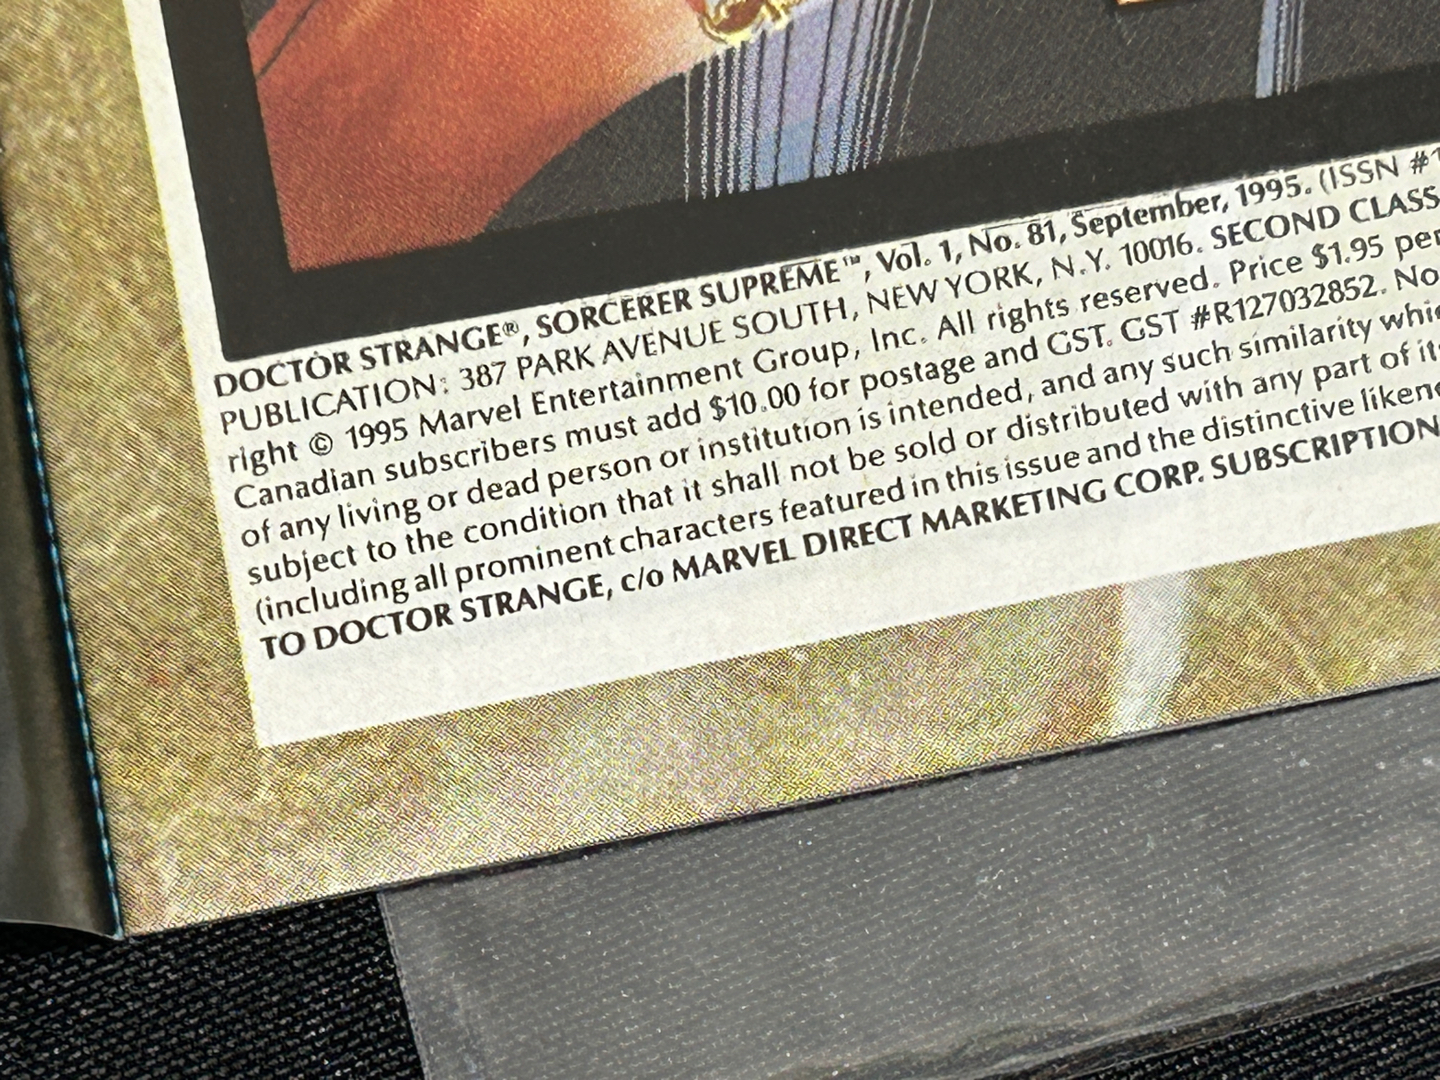 DOCTOR STRANGE®, SORCERER SUPREME™, Vol. 1, No. 81, September, 1995. (ISSN #1
PUBLICATION: 387 PARK AVENUE SOUTH, NEW YORK, N.Y. 10016. SECOND CLASS
right © 1995 Marvel Entertainment Group, Inc. All rights reserved. Price $1.95 per
Canadian subscribers must add $10.00 for postage and GST. GST #R127032852. No
of any living or dead person or institution is intended, and any such similarity whic
subject to the condition that it shall not be sold or distributed with any part of its
(including all prominent characters featured in this issue and the distinctive likene
TO DOCTOR STRANGE, c/o MARVEL DIRECT MARKETING CORP. SUBSCRIPTION